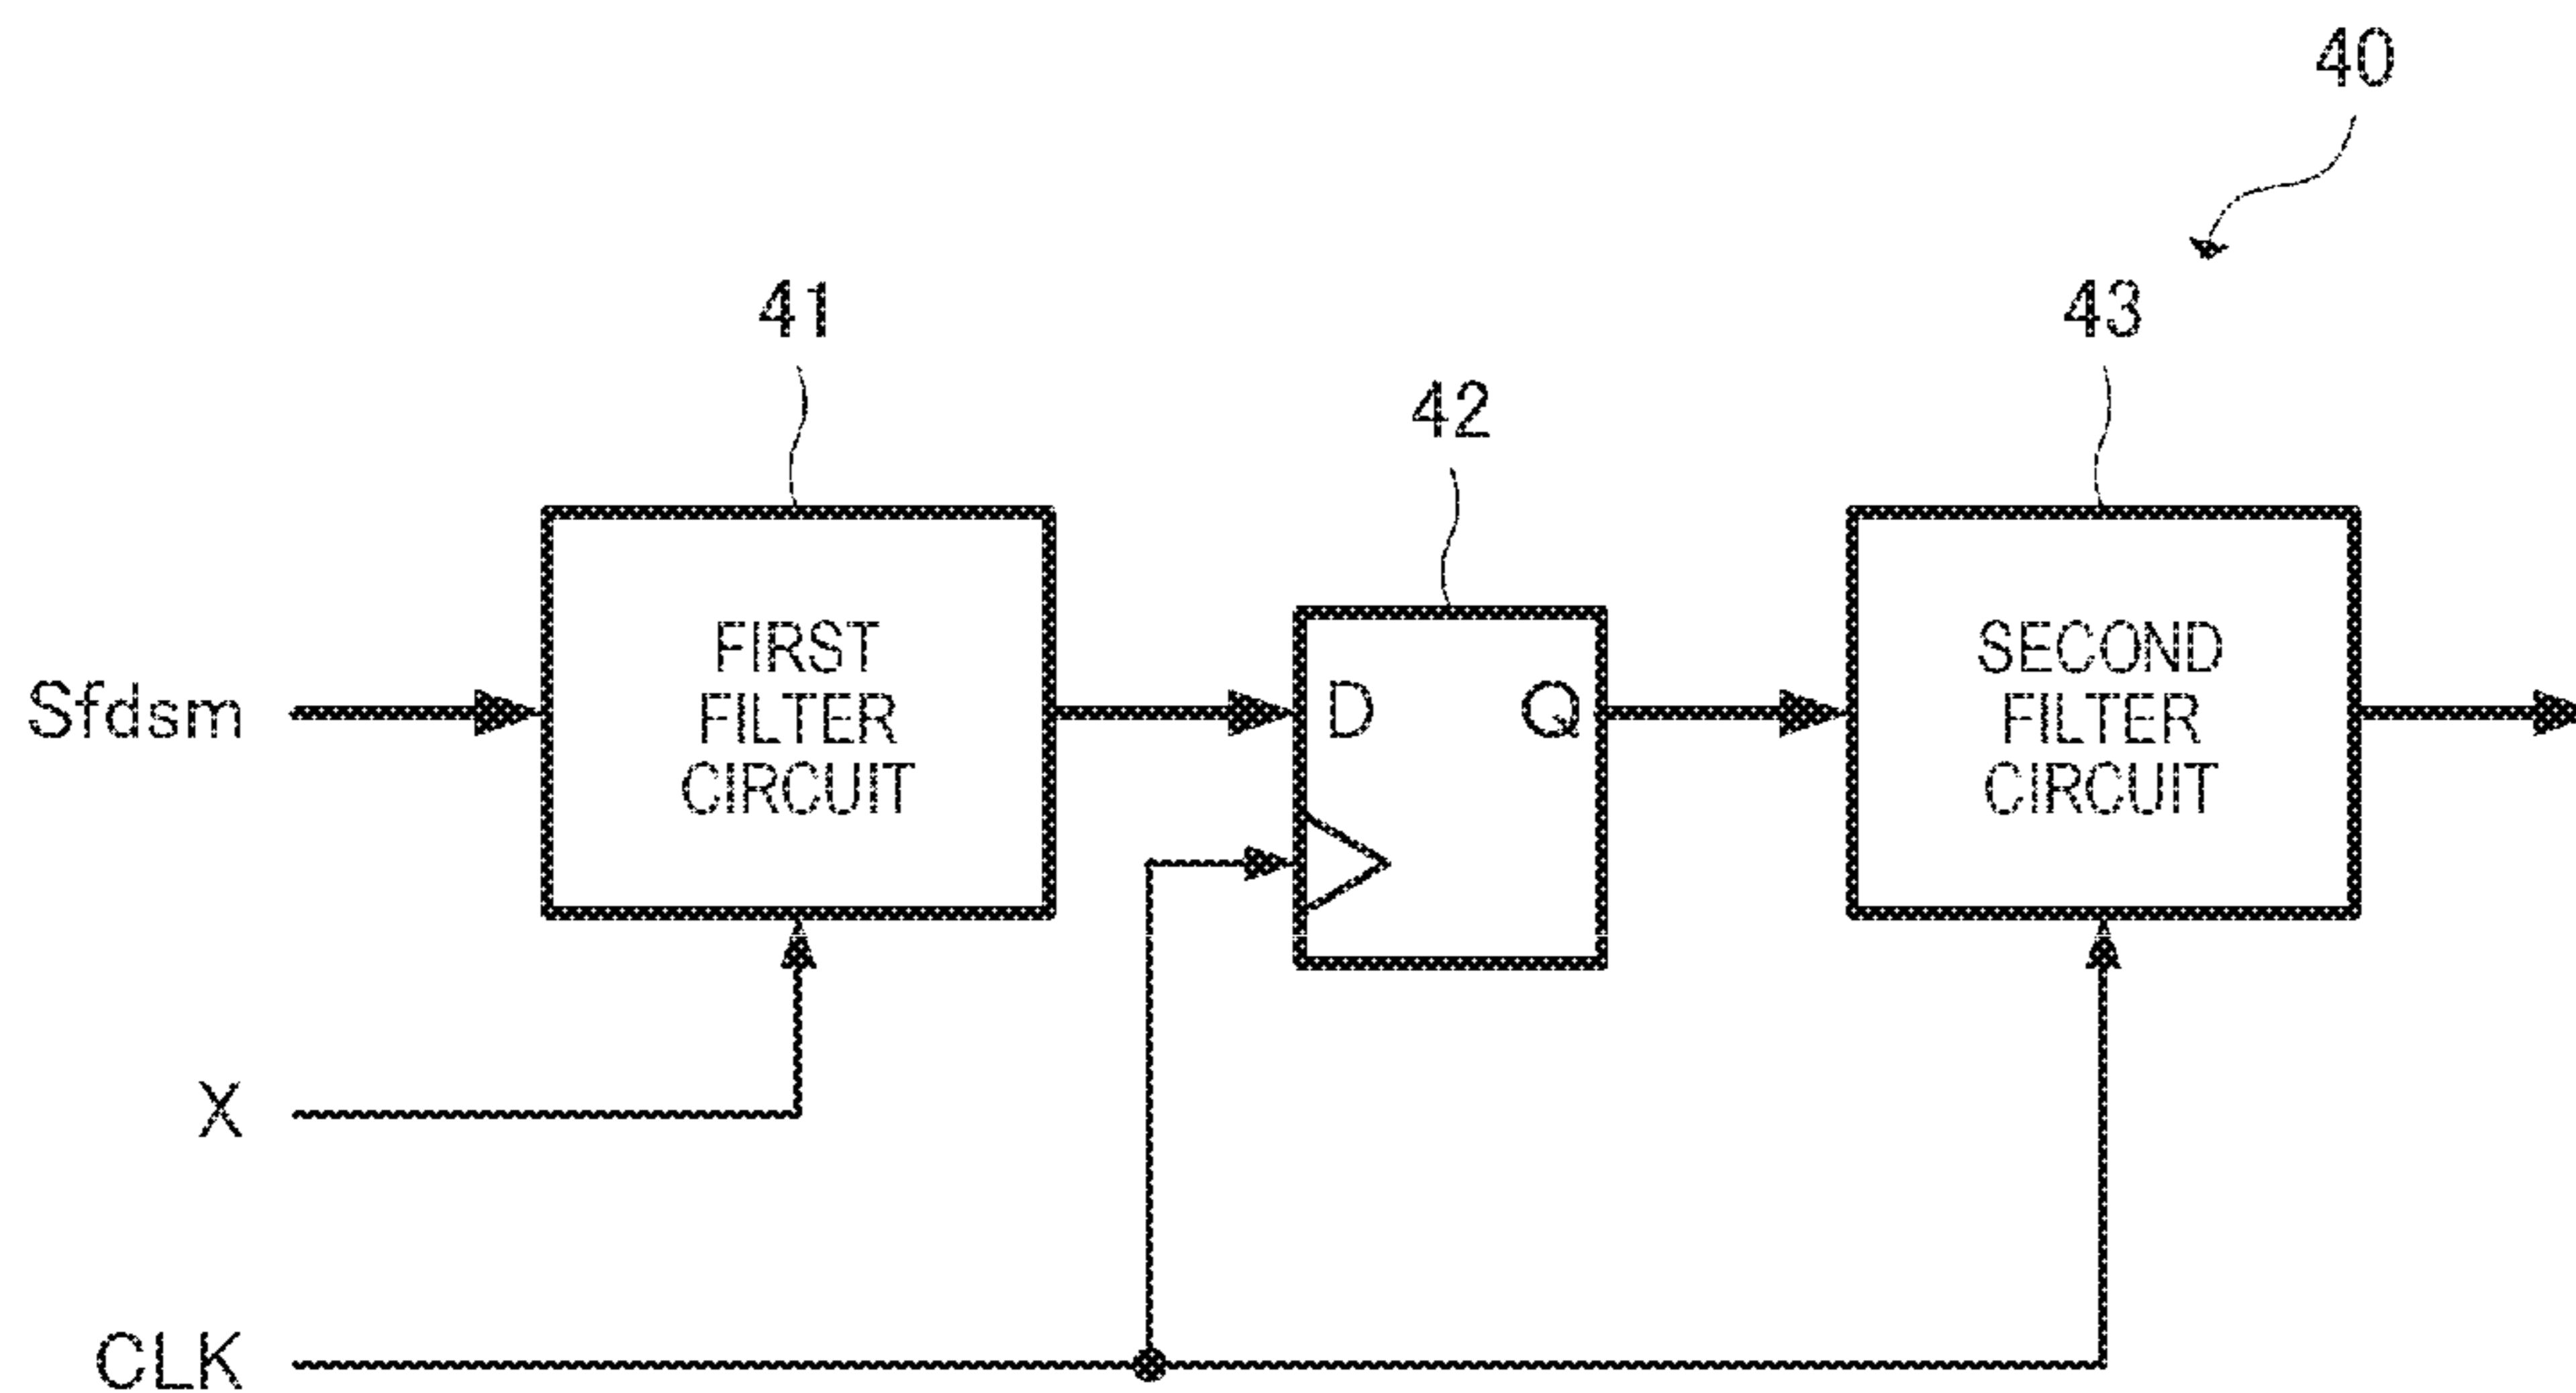 40
41
43
42
FIRST
FILTER
CIRCUIT
SECOND
FILTER
CIRCUIT
Sfdsm
D
Q
X
CLK